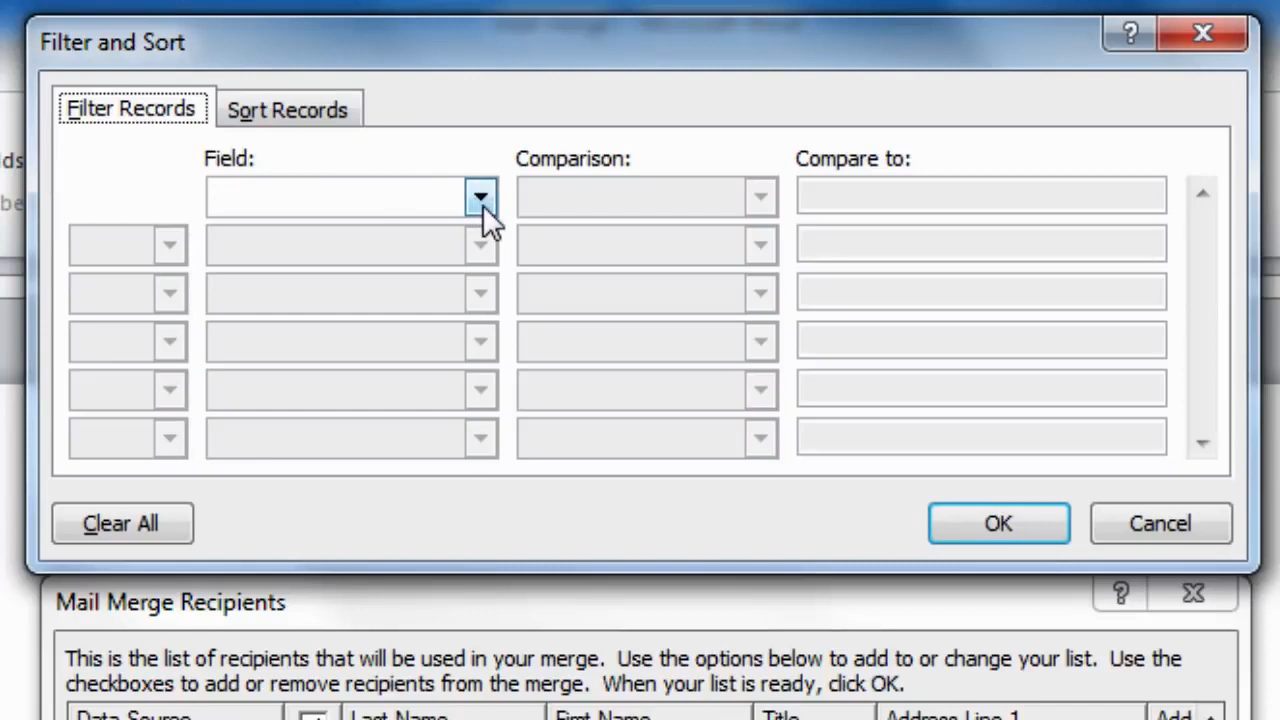 Filter and Sort
Filter Records
Sort Records
Field:
Comparison:
Compare to:
Clear All
OK
Cancel
Mail Merge Recipients
This is the list of recipients that will be used in your merge. Use the options below to add to or change your list. Use the
checkboxes to add or remove recipients from the merge. When your list is ready, click OK.
Data Source
Last Name
First Name
Title
Address Line 1
Add